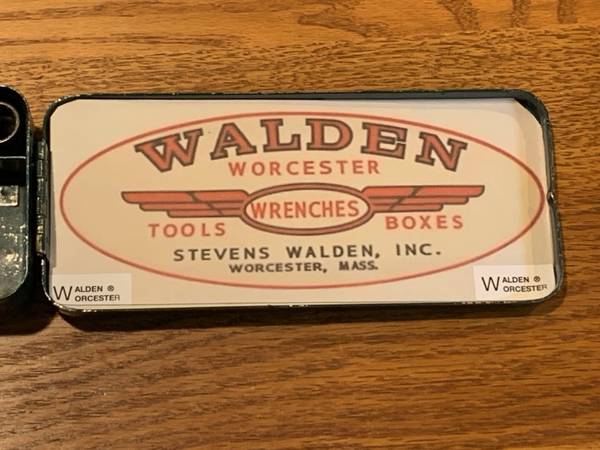 WALDEN
WORCESTER
WRENCHES
TOOLS BOXES
STEVENS WALDEN, INC.
WORCESTER, MASS.
WALDEN ®
WORCESTER
WALDEN ®
WORCESTER